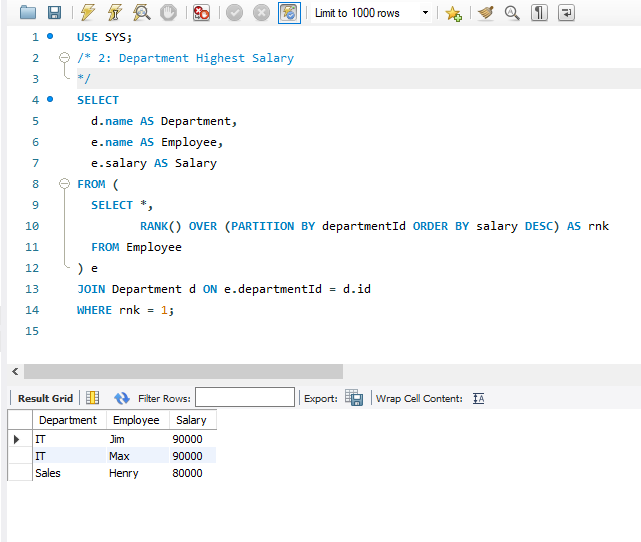 Limit to 1000 rows
1 USE SYS;
2 /* 2: Department Highest Salary
3 */
4 SELECT
5 d.name AS Department,
6 e.name AS Employee,
7 e.salary AS Salary
8 FROM (
9 SELECT *,
10 RANK() OVER (PARTITION BY departmentId ORDER BY salary DESC) AS rnk
11 FROM Employee
12 ) e
13 JOIN Department d ON e.departmentId = d.id
14 WHERE rnk = 1;
15
Result Grid Filter Rows: Export: Wrap Cell Content: IA
Department Employee Salary
IT Jim 90000
IT Max 90000
Sales Henry 80000